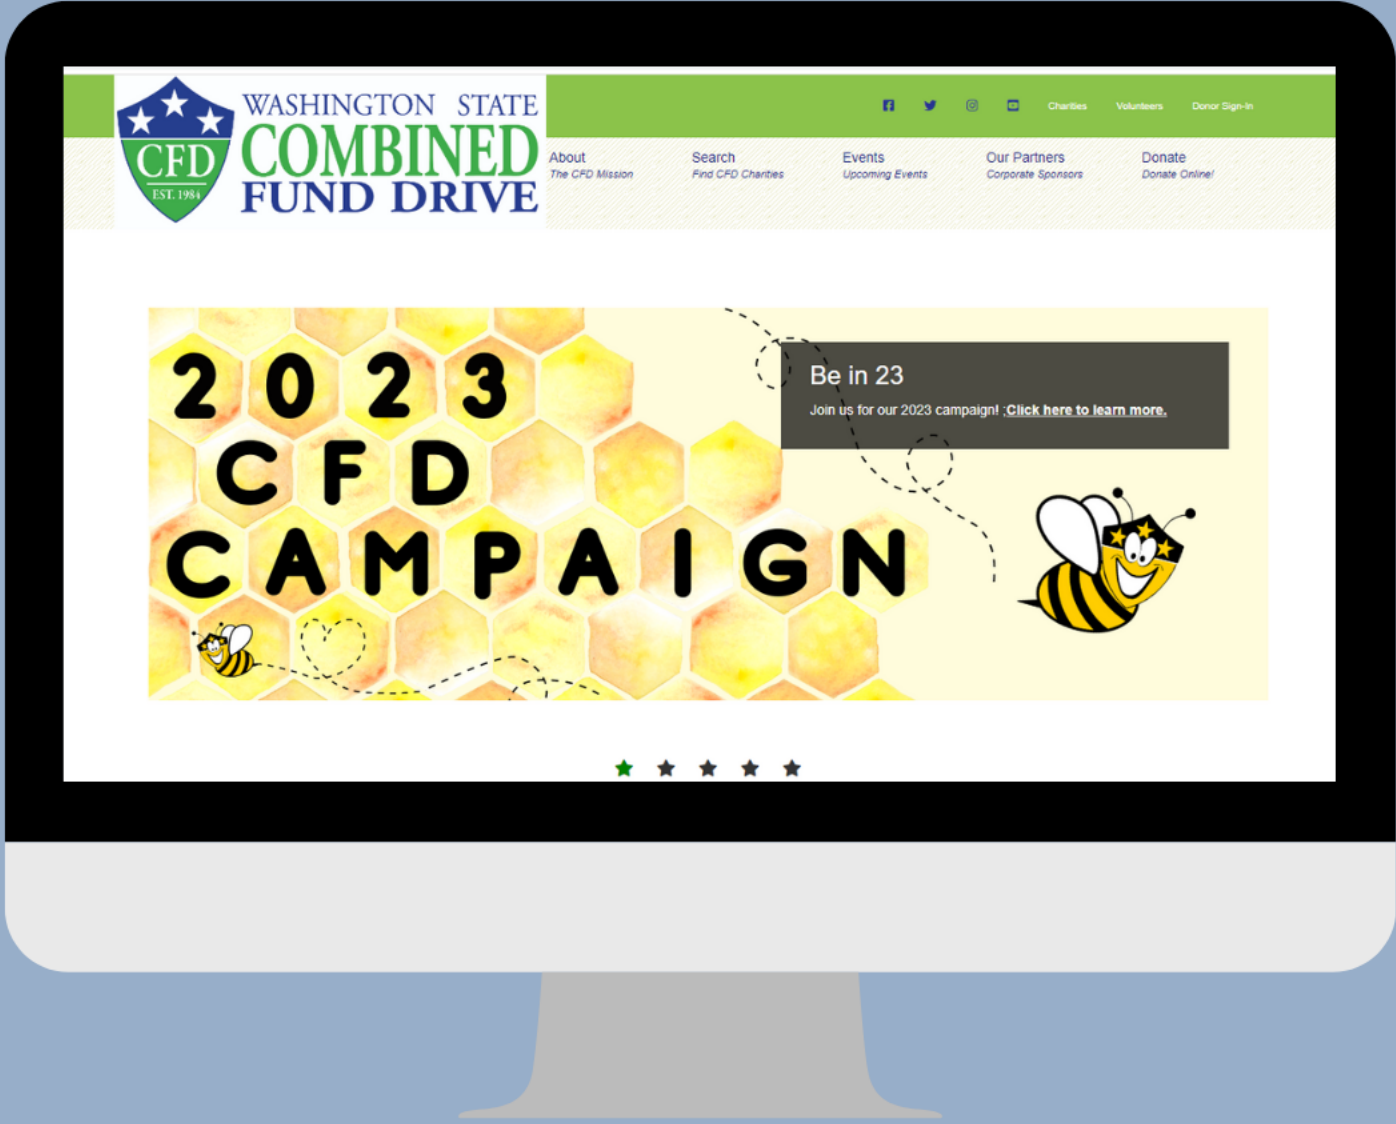 WASHINGTON STATE
COMBINED
FUND DRIVE
CFD
EST. 1984
Charities Volunteers Donor Sign-In
About Search Events Our Partners Donate
The CFD Mission Find CFD Charities Upcoming Events Corporate Sponsors Donate Online!
2023
CFD
CAMPAIGN
Be in 23
Join us for our 2023 campaign! ;Click here to learn more.